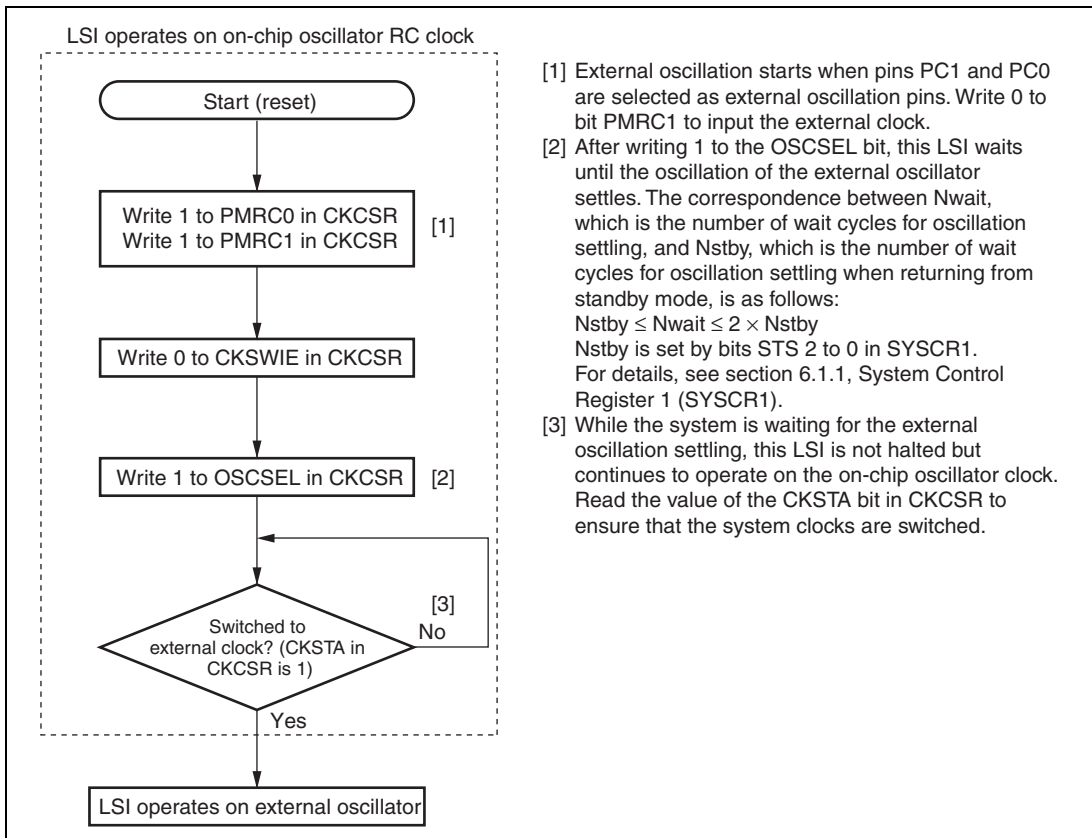 LSI operates on on-chip oscillator RC clock
Start (reset)
Write 1 to PMRC0 in CKCSR
Write 1 to PMRC1 in CKCSR
[1]
Write 0 to CKSWIE in CKCSR
Write 1 to OSCSEL in CKCSR
[2]
[3]
Switched to
external clock? (CKSTA in
CKCSR is 1)
No
Yes
LSI operates on external oscillator
[1] External oscillation starts when pins PC1 and PC0
are selected as external oscillation pins. Write 0 to
bit PMRC1 to input the external clock.
[2] After writing 1 to the OSCSEL bit, this LSI waits
until the oscillation of the external oscillator
settles. The correspondence between Nwait,
which is the number of wait cycles for oscillation
settling, and Nstby, which is the number of wait
cycles for oscillation settling when returning from
standby mode, is as follows:
Nstby ≤ Nwait ≤ 2 × Nstby
Nstby is set by bits STS 2 to 0 in SYSCR1.
For details, see section 6.1.1, System Control
Register 1 (SYSCR1).
[3] While the system is waiting for the external
oscillation settling, this LSI is not halted but
continues to operate on the on-chip oscillator clock.
Read the value of the CKSTA bit in CKCSR to
ensure that the system clocks are switched.